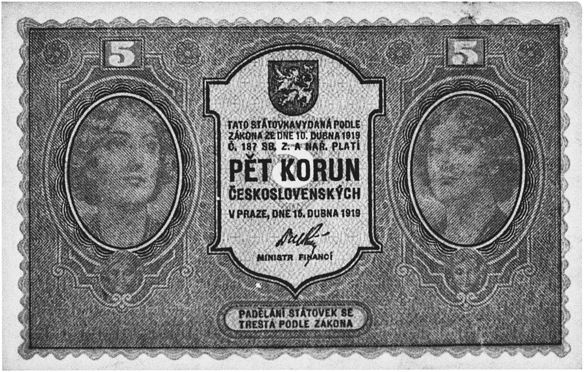 5 5
TATO STÁTOVKA VYDANÁ PODLE
ZÁKONA ZE DNE 10. DUBNA 1919
Č. 187 SB. Z. A NAŘ. PLATÍ
PĚT KORUN
ČESKOSLOVENSKÝCH
V PRAZE, DNE 15. DUBNA 1919
MINISTR FINANCÍ
PADĚLÁNÍ STÁTOVEK SE
TRESTÁ PODLE ZÁKONA